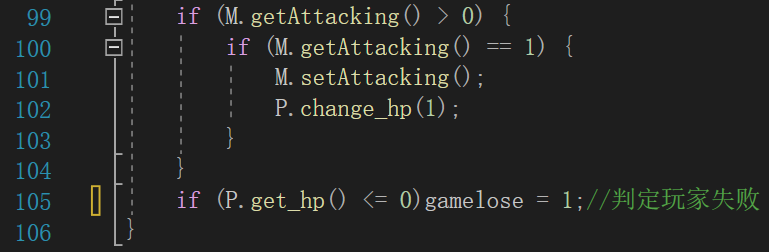 99 if (M.getAttacking() > 0) {
100 if (M.getAttacking() == 1) {
101 M.setAttacking();
102 P.change_hp(1);
103 }
104 }
105 if (P.get_hp() <= 0)gamelose = 1;//判定玩家失败
106 }